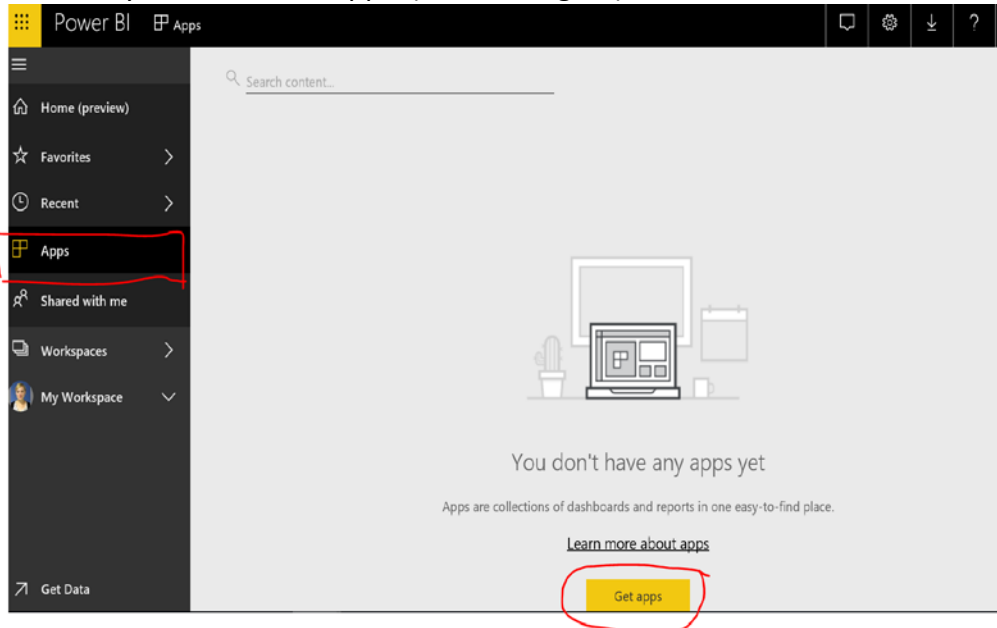 Power BI Apps ?
Search content...
Home (preview)
Favorites
Recent
Apps
Shared with me
Workspaces
My Workspace
You don't have any apps yet
Apps are collections of dashboards and reports in one easy-to-find place.
Learn more about apps
Get Data
Get apps